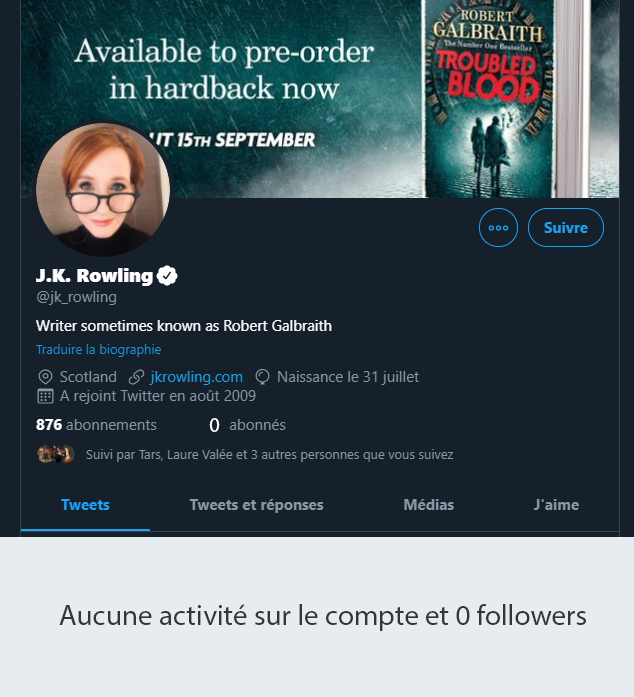 Available to pre-order
in hardback now
UT 15TH SEPTEMBER
ROBERT
GALBRAITH
The Number One Bestseller
TROUBLED
BLOOD
Suivre
J.K. Rowling
@jk_rowling
Writer sometimes known as Robert Galbraith
Traduire la biographie
Scotland jkrowling.com Naissance le 31 juillet
A rejoint Twitter en août 2009
876 abonnements 0 abonnés
Suivi par Tars, Laure Valée et 3 autres personnes que vous suivez
Tweets Tweets et réponses Médias J'aime
Aucune activité sur le compte et 0 followers